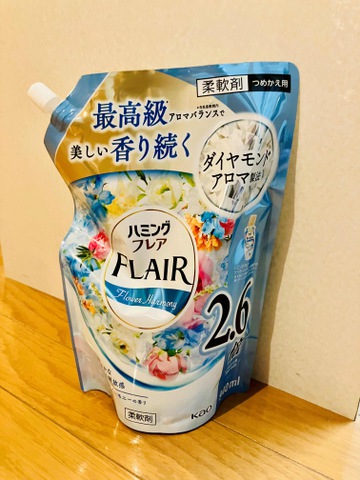 柔軟剤 つめかえ用
最高級 アロマバランスで
美しい香り続く
ダイヤモンド
アロマ製法
ハミング
フレア
FLAIR
Flower Harmony
2.6
柔軟剤
Kao